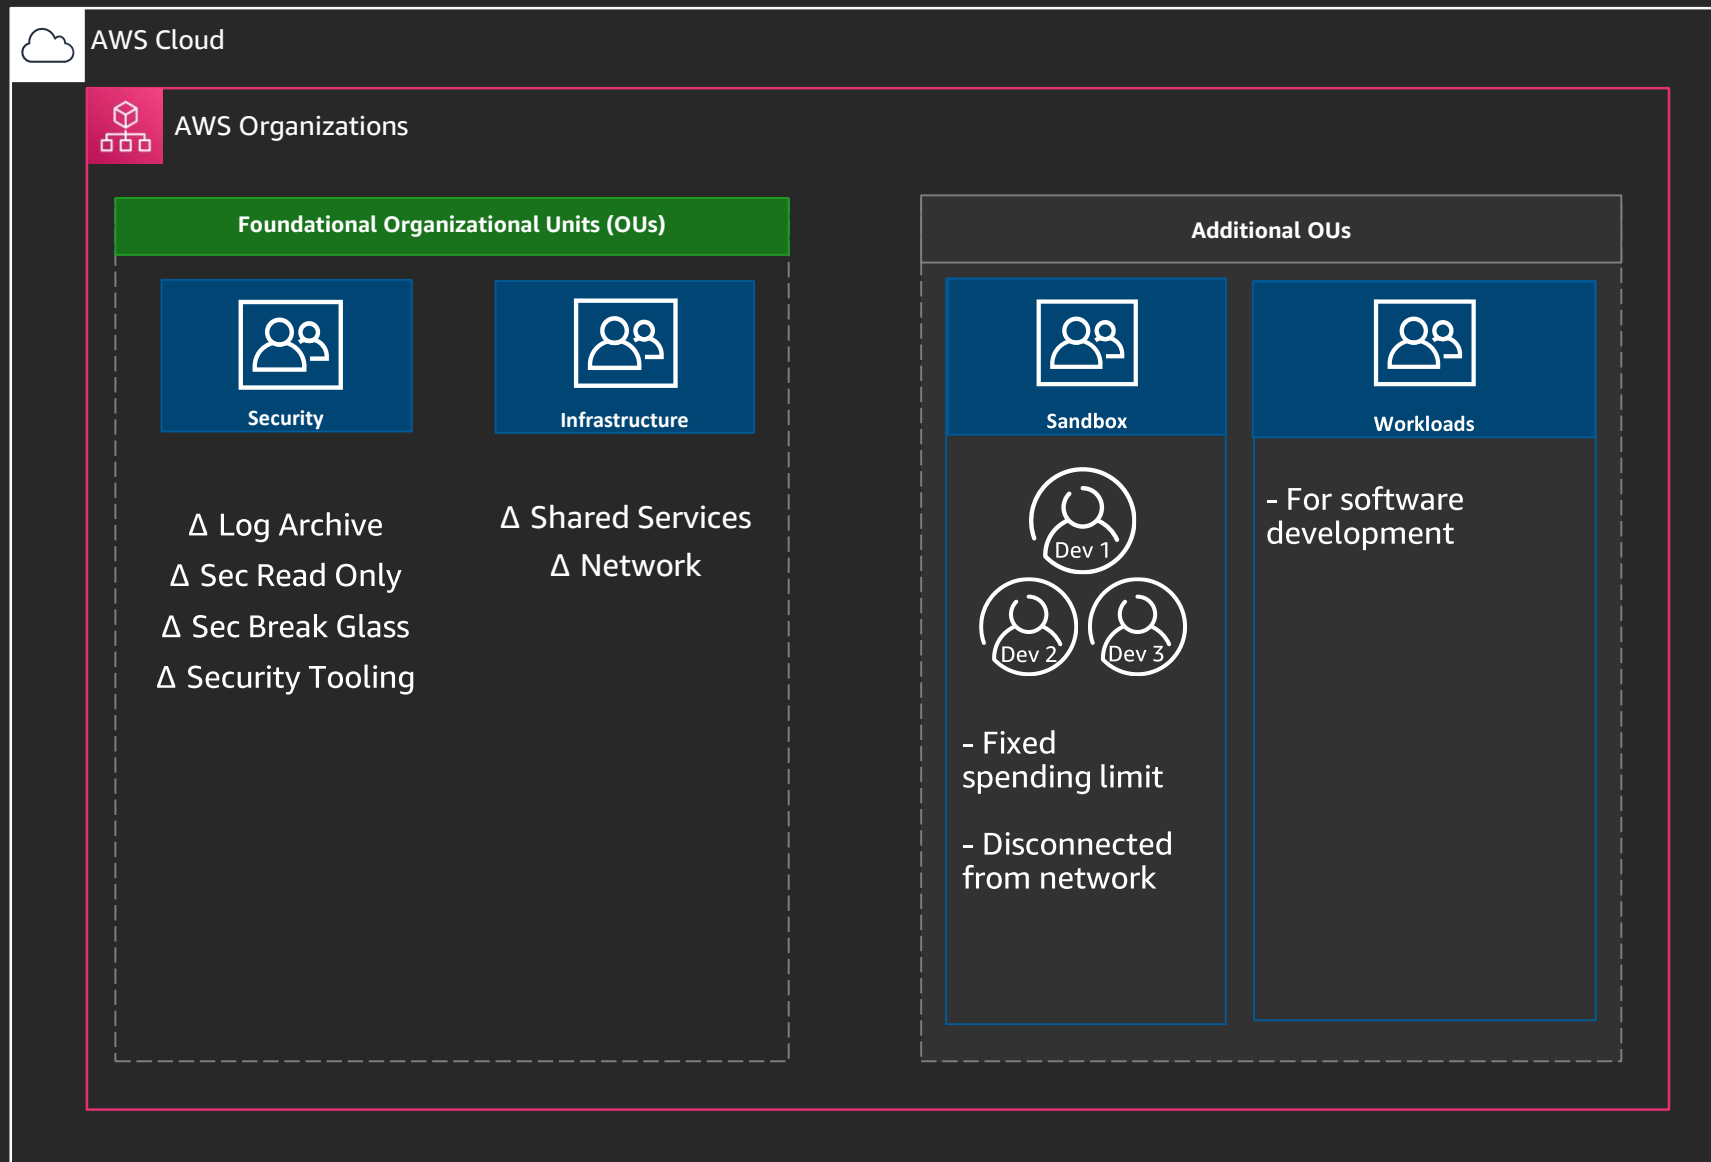 AWS Cloud
AWS Organizations
Foundational Organizational Units (OUs)
Security
Δ Log Archive
Δ Sec Read Only
Δ Sec Break Glass
Δ Security Tooling
Infrastructure
Δ Shared Services
Δ Network
Additional OUs
Sandbox
Dev 1
Dev 2
Dev 3
- Fixed
spending limit
- Disconnected
from network
Workloads
- For software
development